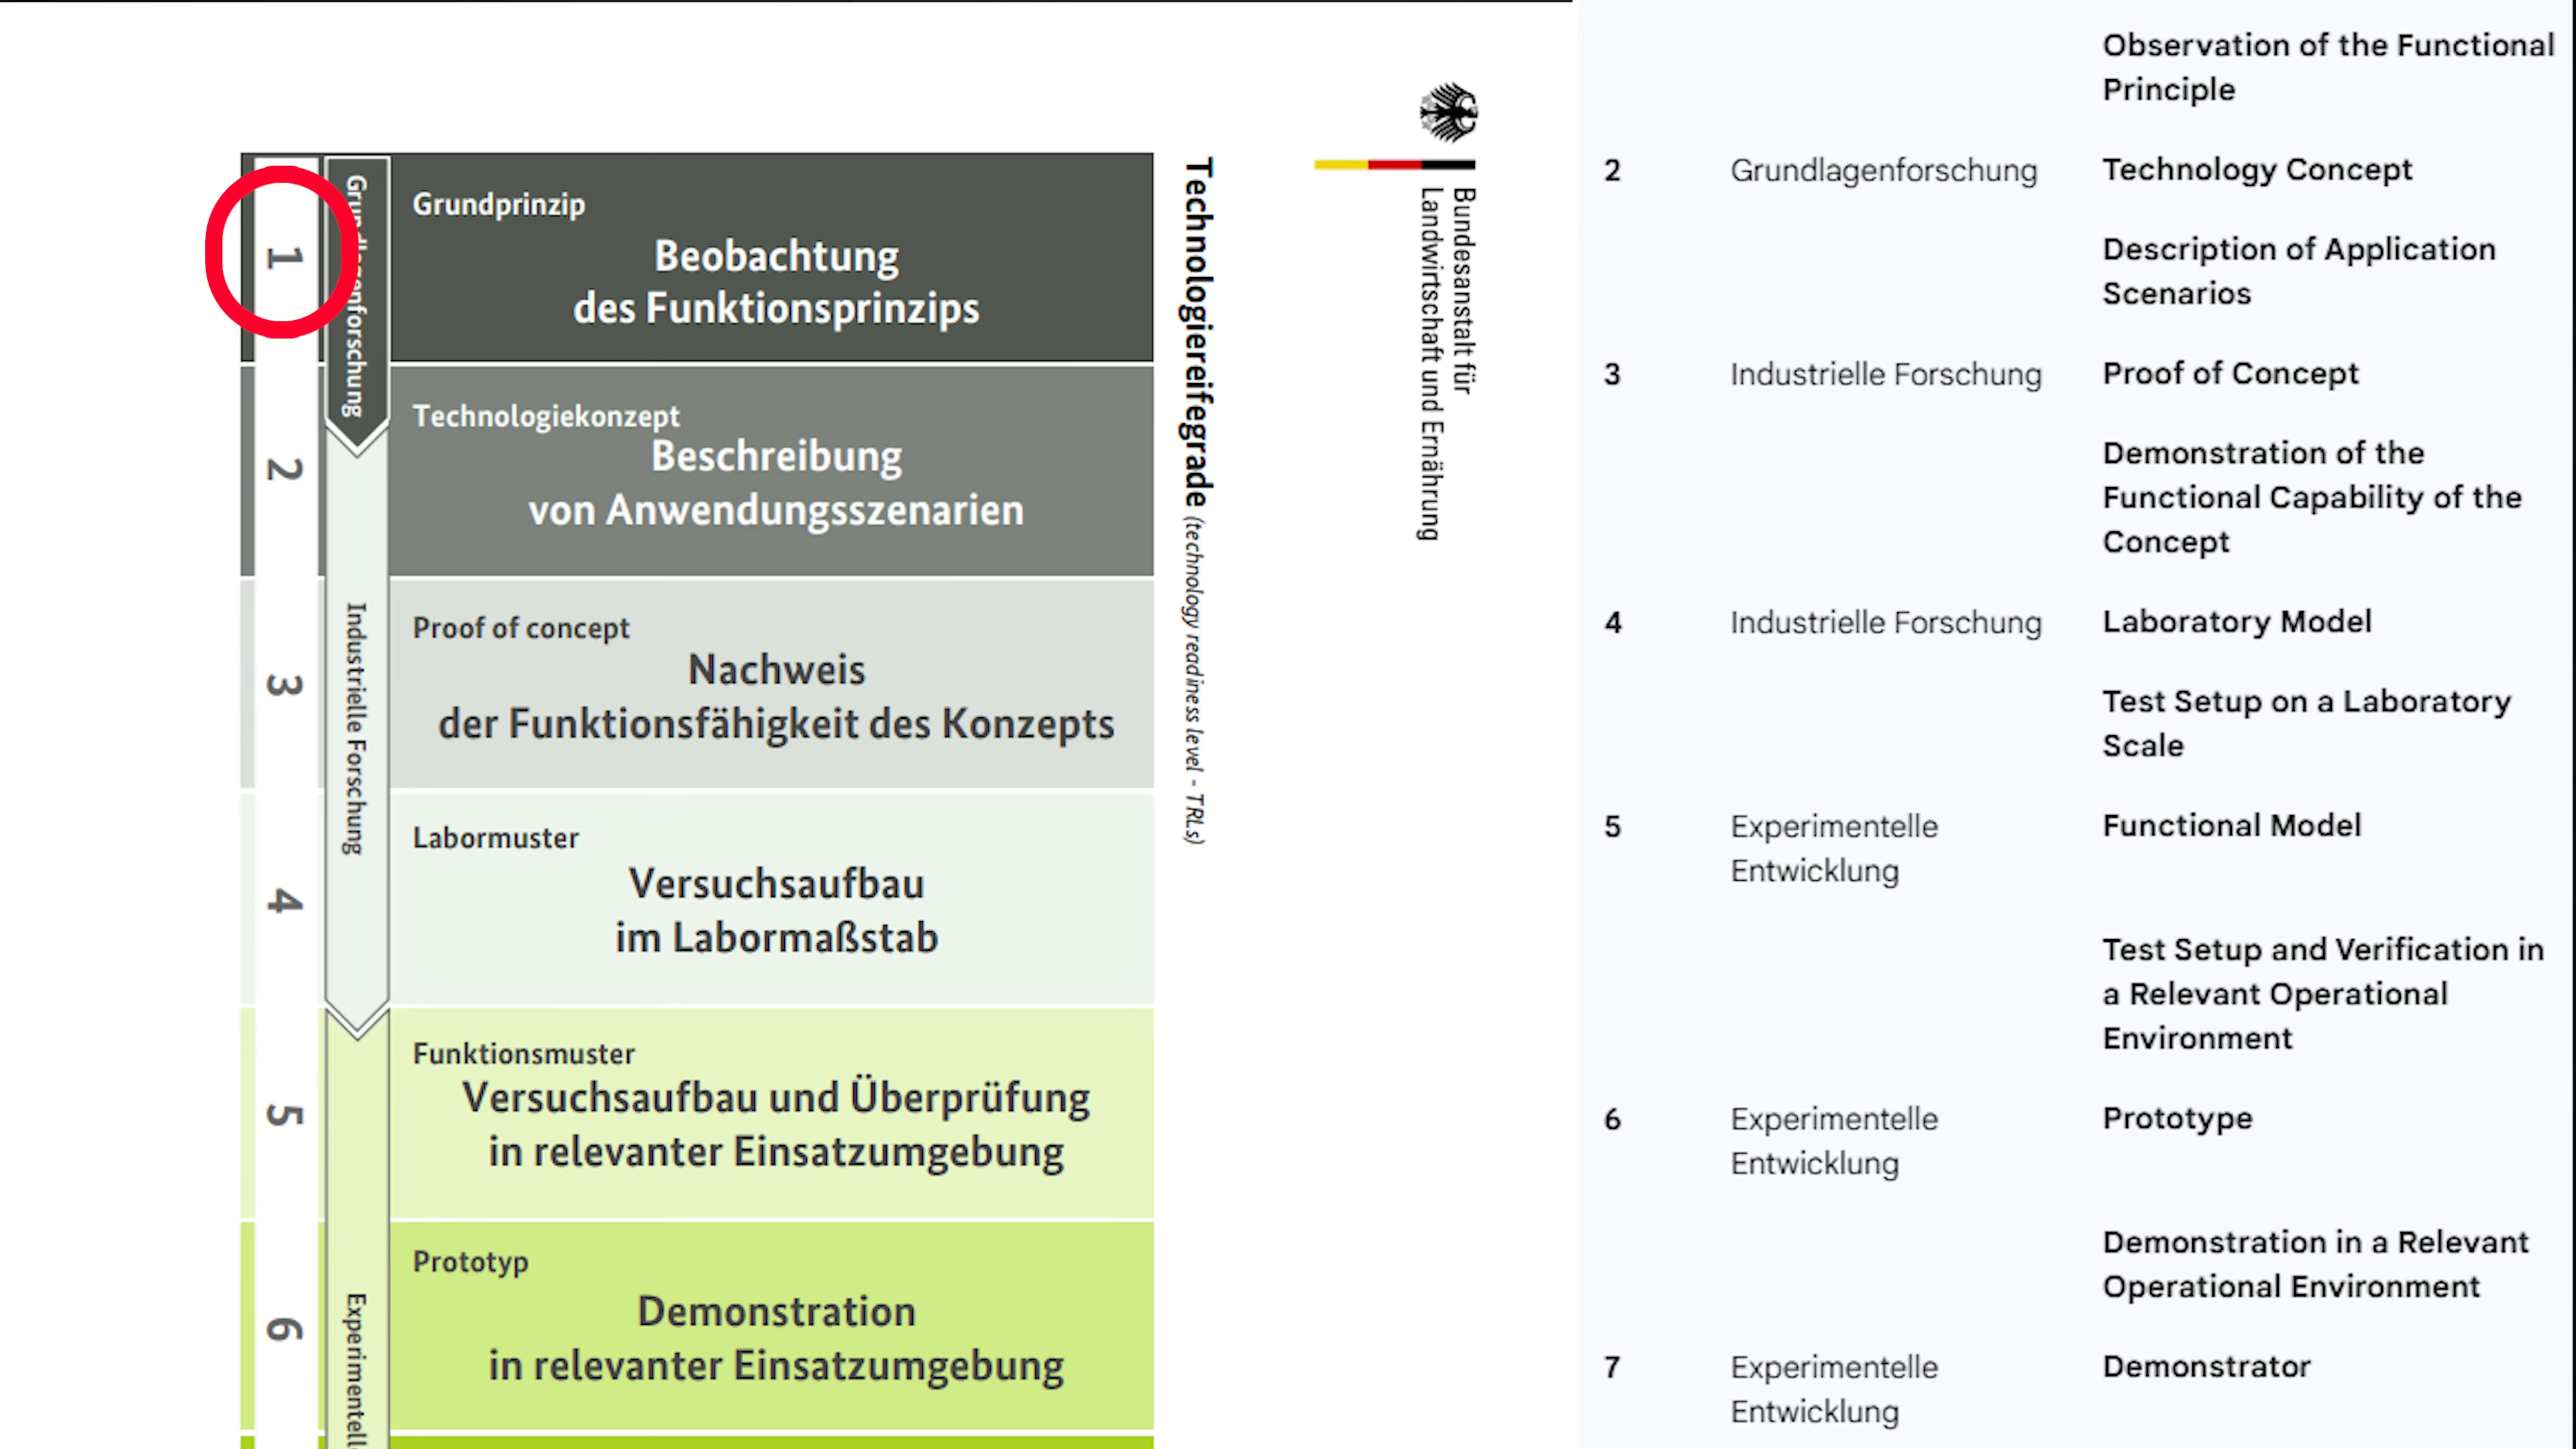 1
Grundlagenforschung
Grundprinzip
Beobachtung
des Funktionsprinzips
2
Technologiekonzept
Beschreibung
von Anwendungsszenarien
3
Industrielle Forschung
Proof of concept
Nachweis
der Funktionsfähigkeit des Konzepts
4
Labormuster
Versuchsaufbau
im Labormaßstab
5
Funktionsmuster
Versuchsaufbau und Überprüfung
in relevanter Einsatzumgebung
6
Experimentell
Prototyp
Demonstration
in relevanter Einsatzumgebung
Technologiereifegrade (technology readiness level - TRLs)
Bundesanstalt für
Landwirtschaft und Ernährung
Observation of the Functional
Principle
2 Grundlagenforschung Technology Concept
Description of Application
Scenarios
3 Industrielle Forschung Proof of Concept
Demonstration of the
Functional Capability of the
Concept
4 Industrielle Forschung Laboratory Model
Test Setup on a Laboratory
Scale
5 Experimentelle Functional Model
Entwicklung
Test Setup and Verification in
a Relevant Operational
Environment
6 Experimentelle Prototype
Entwicklung
Demonstration in a Relevant
Operational Environment
7 Experimentelle Demonstrator
Entwicklung